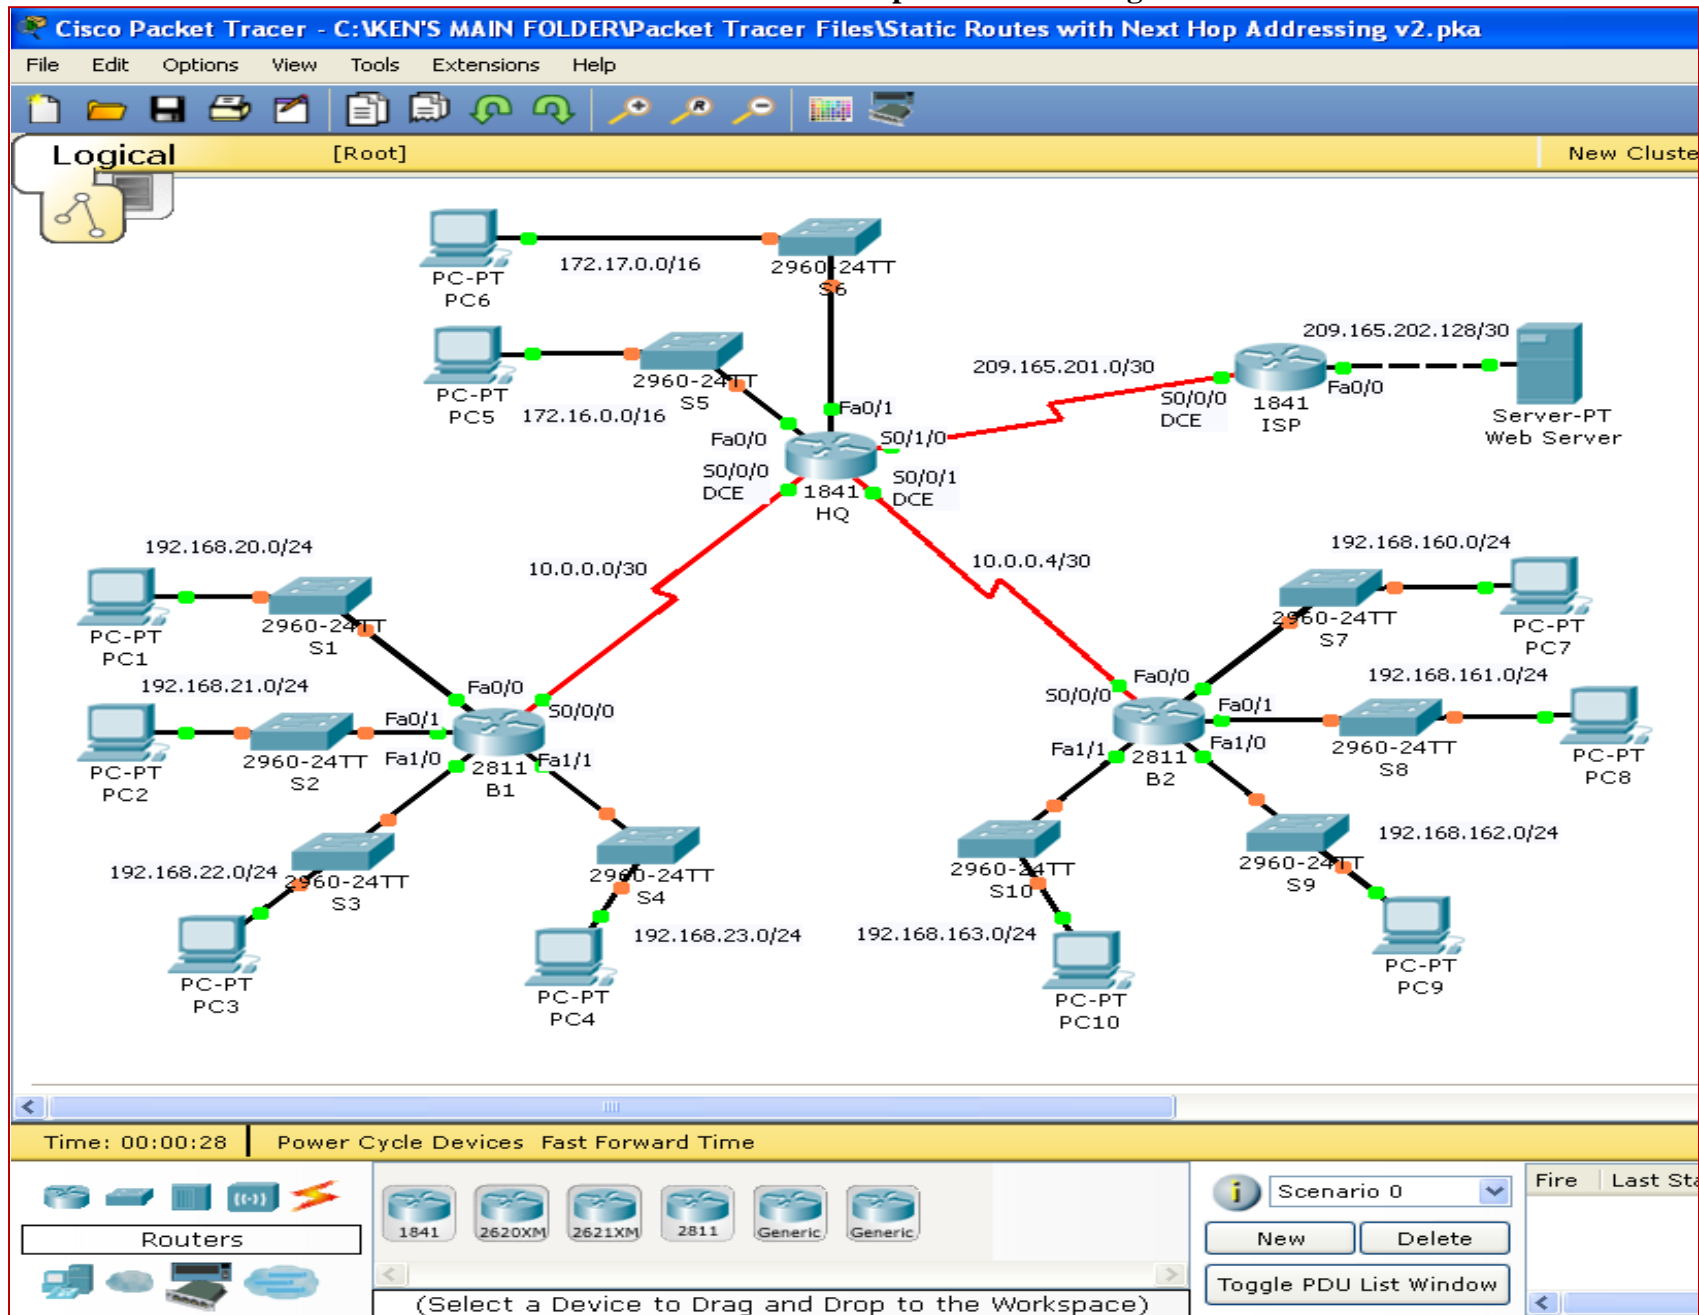 Cisco Packet Tracer - C:\KEN'S MAIN FOLDER\Packet Tracer Files\Static Routes with Next Hop Addressing v2.pka
File Edit Options View Tools Extensions Help
Logical [Root] New Cluste
PC-PT
PC6
172.17.0.0/16
2960-24TT
S6
PC-PT
PC5
172.16.0.0/16
2960-24TT
S5
Fa0/1
Fa0/0
S0/1/0
S0/0/0
DCE
S0/0/1
DCE
1841
HQ
209.165.201.0/30
209.165.202.128/30
S0/0/0
DCE
1841
ISP
Fa0/0
Server-PT
Web Server
10.0.0.0/30
10.0.0.4/30
192.168.20.0/24
PC-PT
PC1
2960-24TT
S1
192.168.21.0/24
PC-PT
PC2
2960-24TT
S2
Fa0/0
S0/0/0
Fa0/1
Fa1/0
Fa1/1
2811
B1
192.168.22.0/24
2960-24TT
S3
PC-PT
PC3
2960-24TT
S4
192.168.23.0/24
PC-PT
PC4
192.168.160.0/24
2960-24TT
S7
PC-PT
PC7
192.168.161.0/24
Fa0/0
S0/0/0
Fa0/1
Fa1/1
Fa1/0
2811
B2
2960-24TT
S8
PC-PT
PC8
192.168.162.0/24
2960-24TT
S9
PC-PT
PC9
2960-24TT
S10
192.168.163.0/24
PC-PT
PC10
Time: 00:00:28 Power Cycle Devices Fast Forward Time
Routers
1841 2620XM 2621XM 2811 Generic Generic
(Select a Device to Drag and Drop to the Workspace)
Scenario 0
New Delete
Toggle PDU List Window
Fire Last Sta